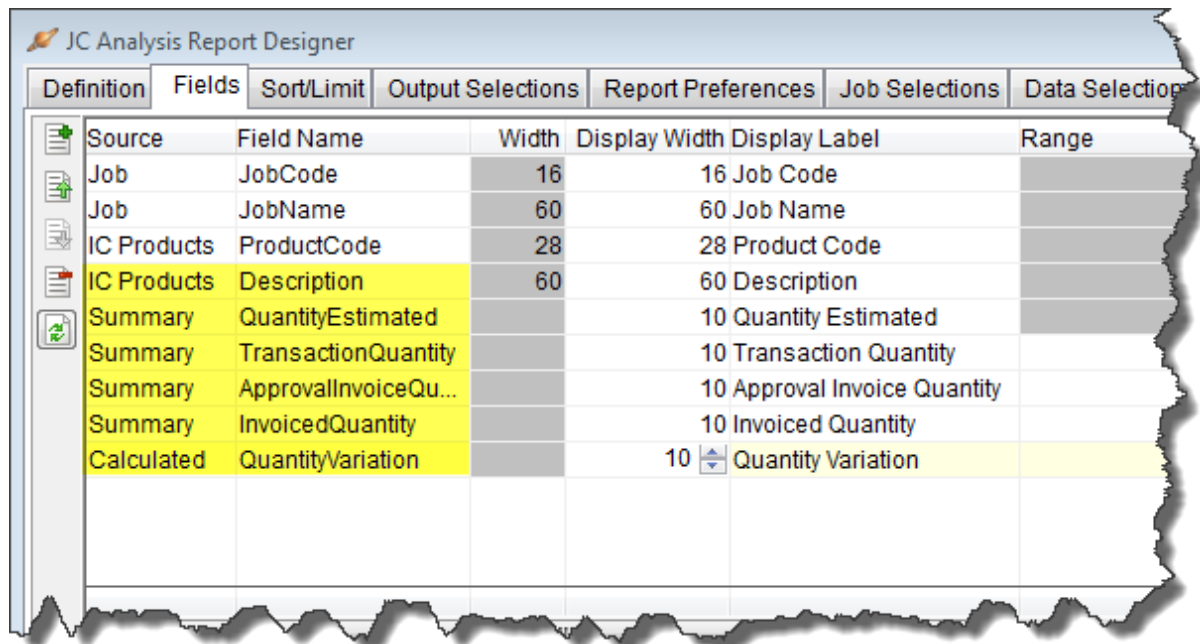 JC Analysis Report Designer
Definition Fields Sort/Limit Output Selections Report Preferences Job Selections Data Selection
Source Field Name Width Display Width Display Label Range
Job JobCode 16 16 Job Code
Job JobName 60 60 Job Name
IC Products ProductCode 28 28 Product Code
IC Products Description 60 60 Description
Summary QuantityEstimated 10 Quantity Estimated
Summary TransactionQuantity 10 Transaction Quantity
Summary ApprovalInvoiceQu... 10 Approval Invoice Quantity
Summary InvoicedQuantity 10 Invoiced Quantity
Calculated QuantityVariation 10 Quantity Variation